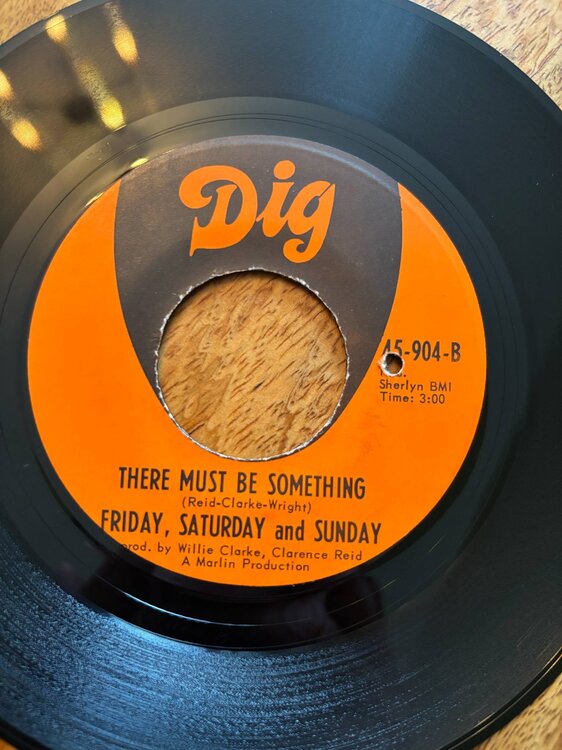 Dig
45-904-B
Sherlyn BMI
Time: 3:00
THERE MUST BE SOMETHING
(Reid-Clarke-Wright)
FRIDAY, SATURDAY and SUNDAY
prod. by Willie Clarke, Clarence Reid
A Marlin Production